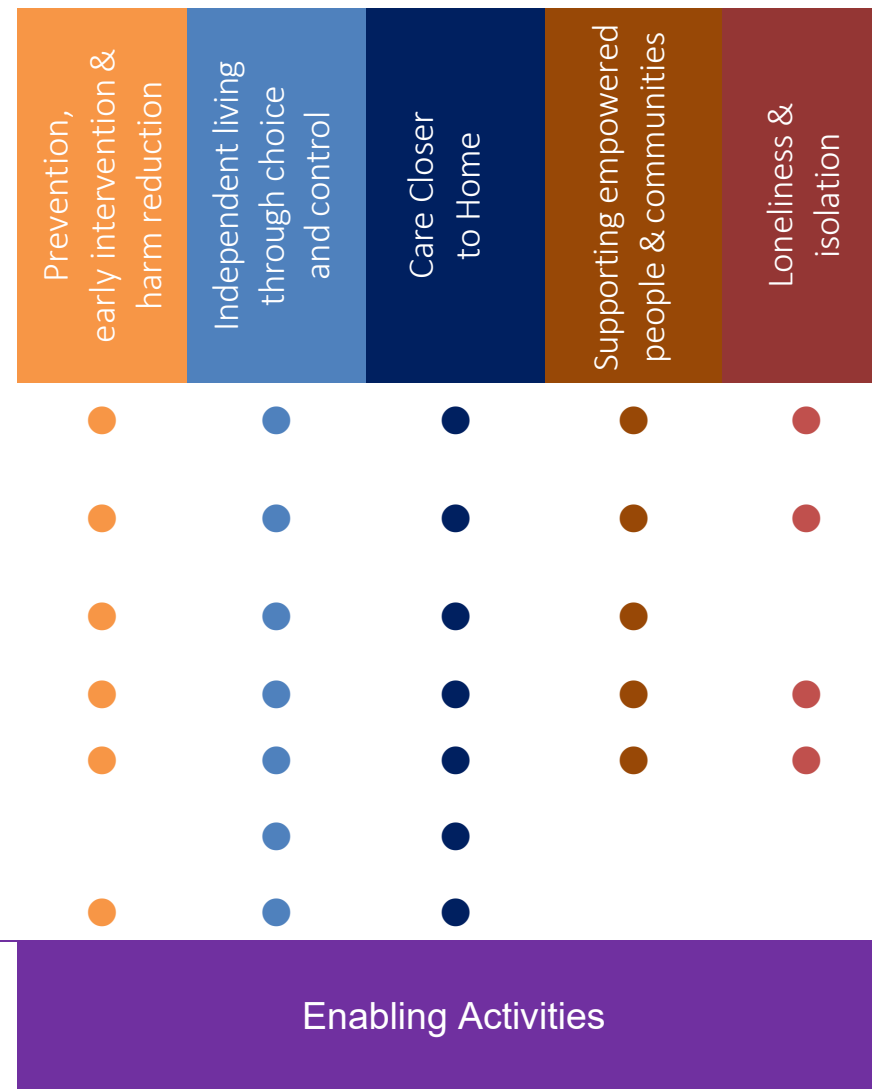 Prevention,
early intervention &
harm reduction
Independent living
through choice
and control
Care Closer
to Home
Supporting empowered
people & communities
Loneliness &
isolation
Enabling Activities